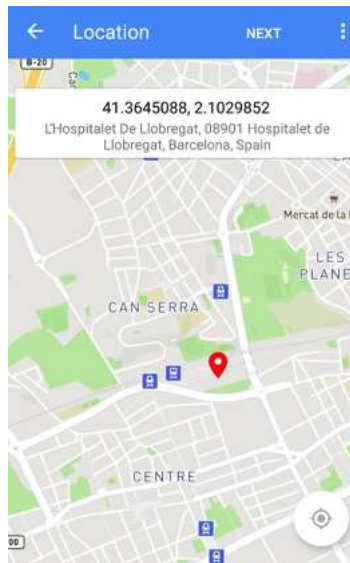 Location NEXT
B-20
41.3645088, 2.1029852
L'Hospitalet De Llobregat, 08901 Hospitalet de
Llobregat, Barcelona, Spain
Mercat de la
LES
PLANE
CAN SERRA
CENTRE
00